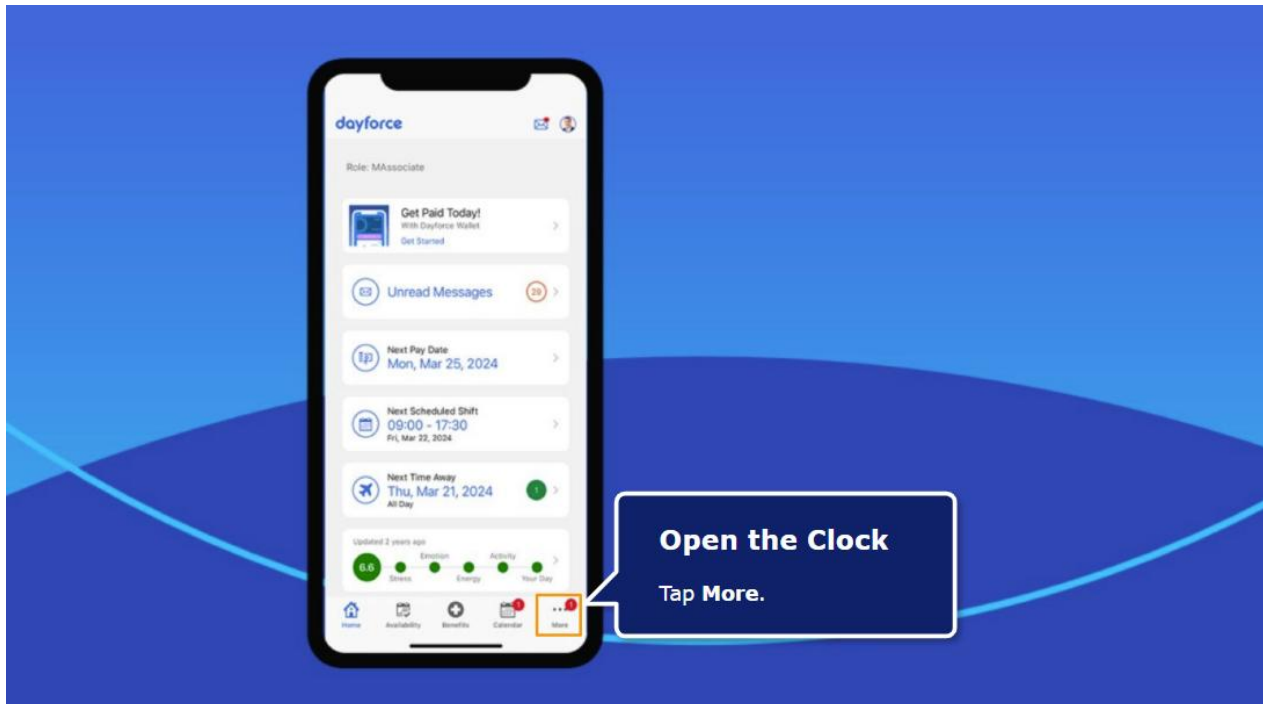 dayforce
Role: MAssociate
Get Paid Today!
With Dayforce Wallet
Get Started
Unread Messages
29
Next Pay Date
Mon, Mar 25, 2024
Next Scheduled Shift
09:00 - 17:30
Fri, Mar 22, 2024
Next Time Away
Thu, Mar 21, 2024
1
All Day
Updated 2 years ago
Emotion Activity
6.6
Stress Energy Your Day
1
Home Availability Benefits Calendar More
Open the Clock
Tap More.